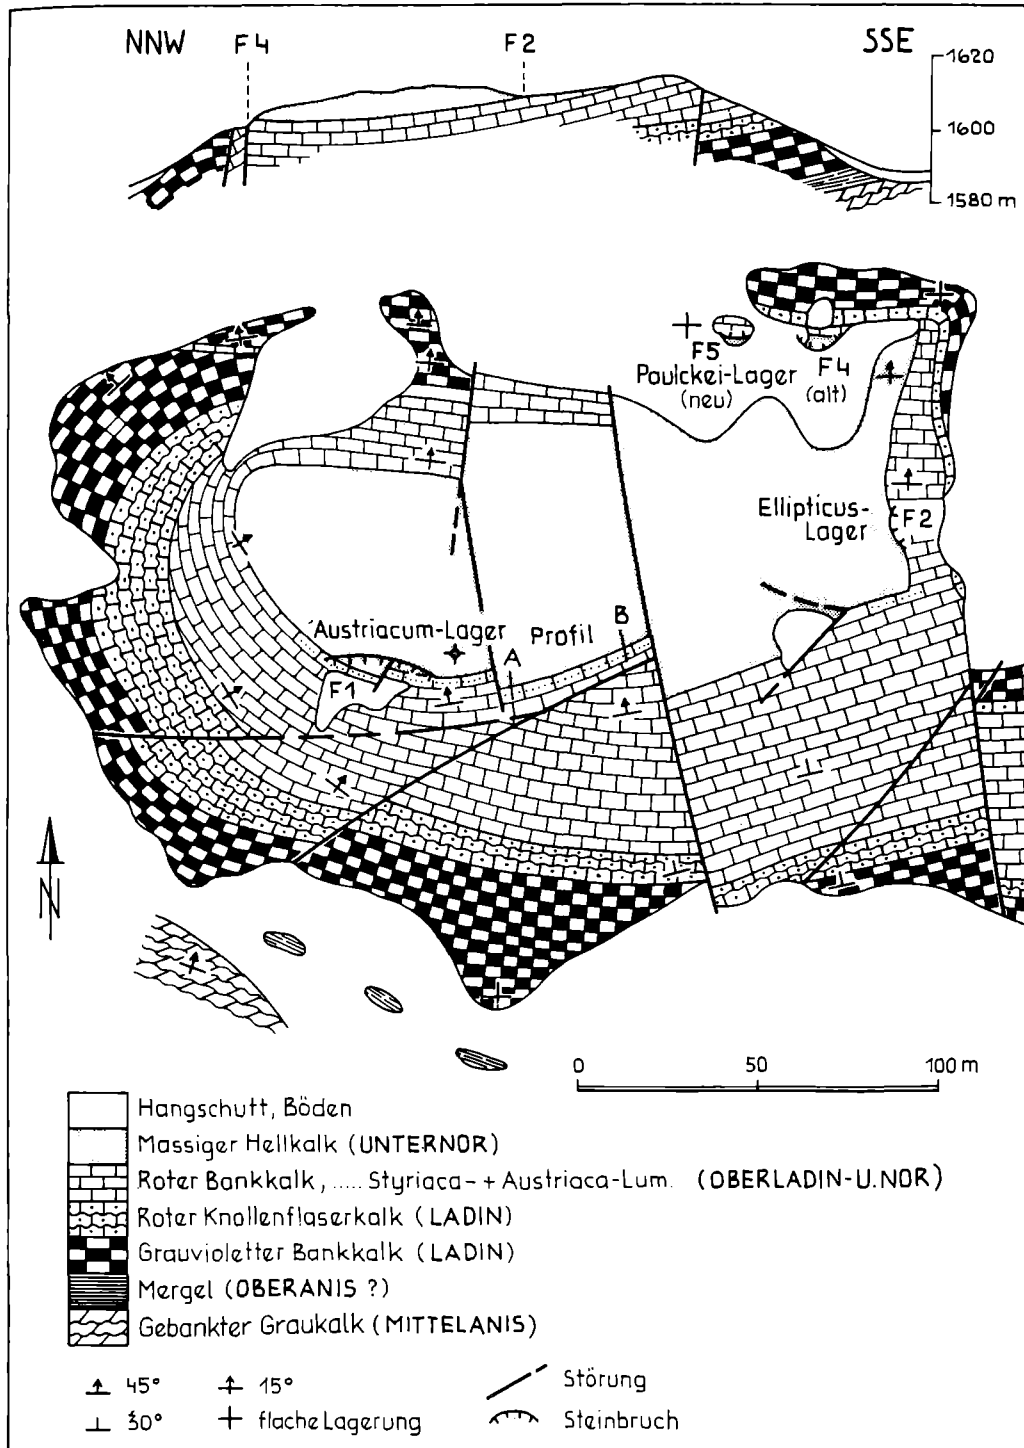 NNW F4 F2 SSE
1620
1600
1580 m
F5 F4
Paulckei-Lager
(neu) (alt)
Ellipticus-
Lager F2
Austriacum-Lager Profil B
A
F1
N
0 50 100 m
Hangschutt, Böden
Massiger Hellkalk (UNTERNOR)
Roter Bankkalk, ..... Styriaca- + Austriaca-Lum. (OBERLADIN-U.NOR)
Roter Knollenflaserkalk (LADIN)
Grauvioletter Bankkalk (LADIN)
Mergel (OBERANIS ?)
Gebankter Graukalk (MITTELANIS)
45° 15° Störung
30° flache Lagerung Steinbruch